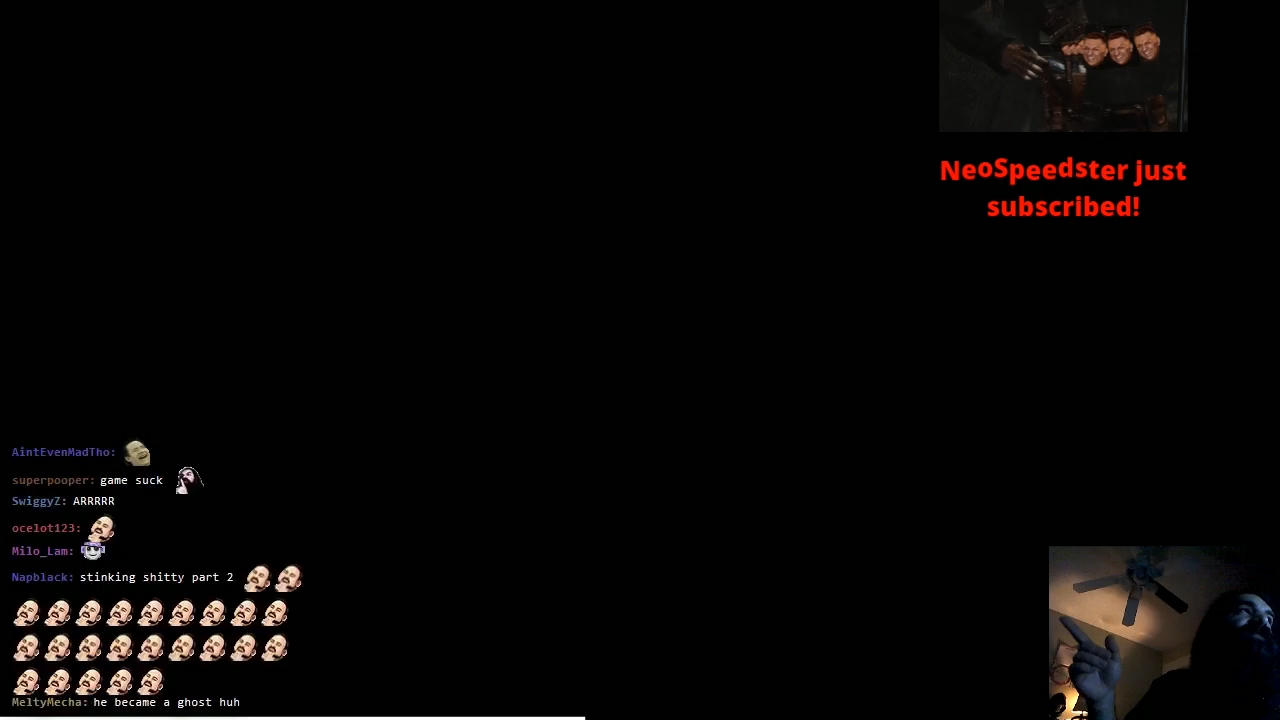 NeoSpeedster just
subscribed!
AintEvenMadTho:
superpooper: game suck
SwiggyZ: ARRRRR
ocelot123:
Milo_Lam:
Napblack: stinking shitty part 2
MeltyMecha: he became a ghost huh